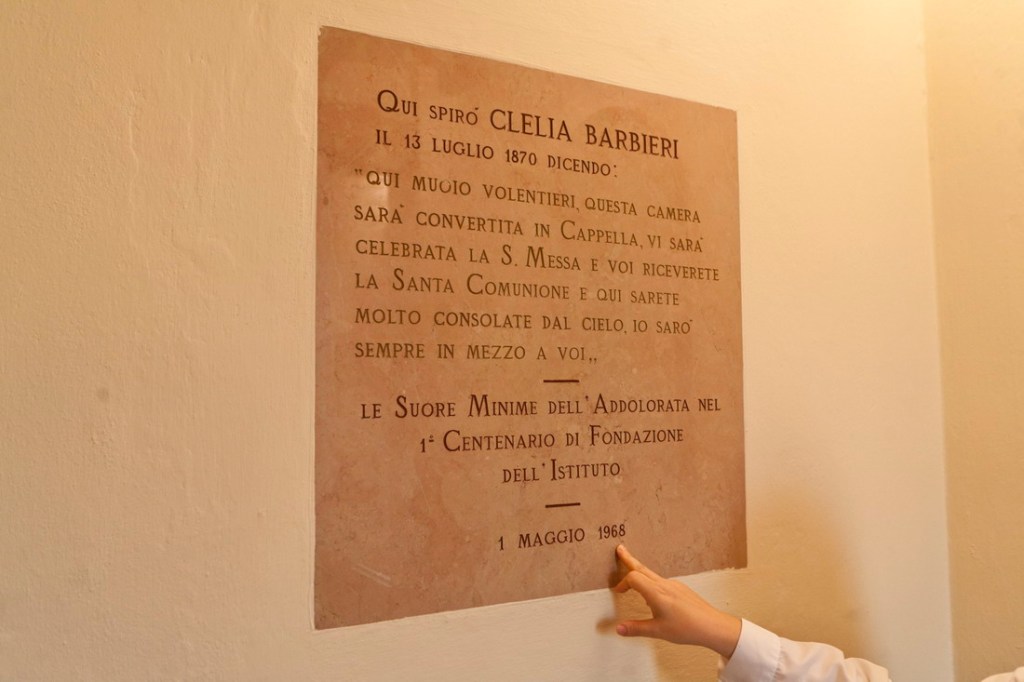 QUI SPIRÒ CLELIA BARBIERI
IL 13 LUGLIO 1870 DICENDO:
"QUI MUOIO VOLENTIERI, QUESTA CAMERA
SARÀ CONVERTITA IN CAPPELLA, VI SARÀ
CELEBRATA LA S. MESSA E VOI RICEVERETE
LA SANTA COMUNIONE E QUI SARETE
MOLTO CONSOLATE DAL CIELO, IO SARÒ
SEMPRE IN MEZZO A VOI,,
LE SUORE MINIME DELL'ADDOLORATA NEL
1º CENTENARIO DI FONDAZIONE
DELL'ISTITUTO
1 MAGGIO 1968